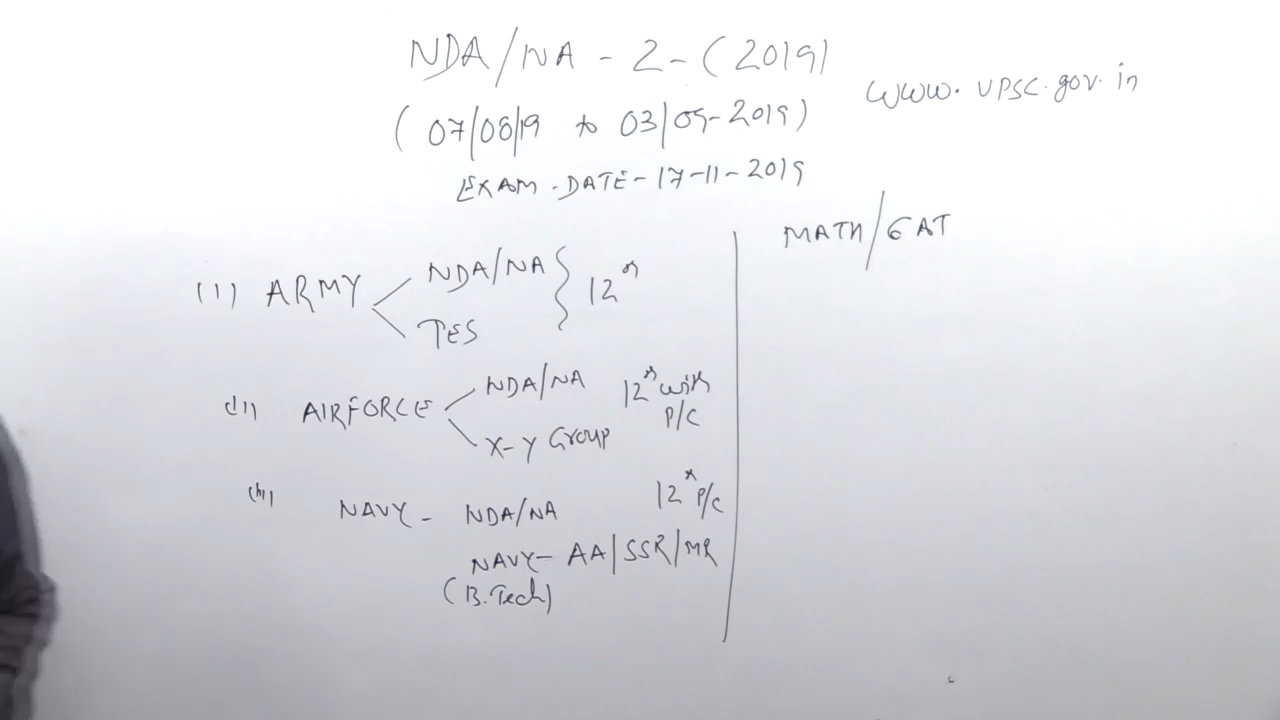 NDA/NA - 2 - (2019)
www.upsc.gov.in
(07/08/19 to 03/09-2019)
EXAM. DATE - 17-11-2019
MATH/GAT
(I) ARMY
NDA/NA
TES
12th
(II) AIRFORCE
NDA/NA
X-Y Group
12th with
P/C
(III) NAVY - NDA/NA 12th P/C
NAVY- AA/SSR/MR
(B.Tech)